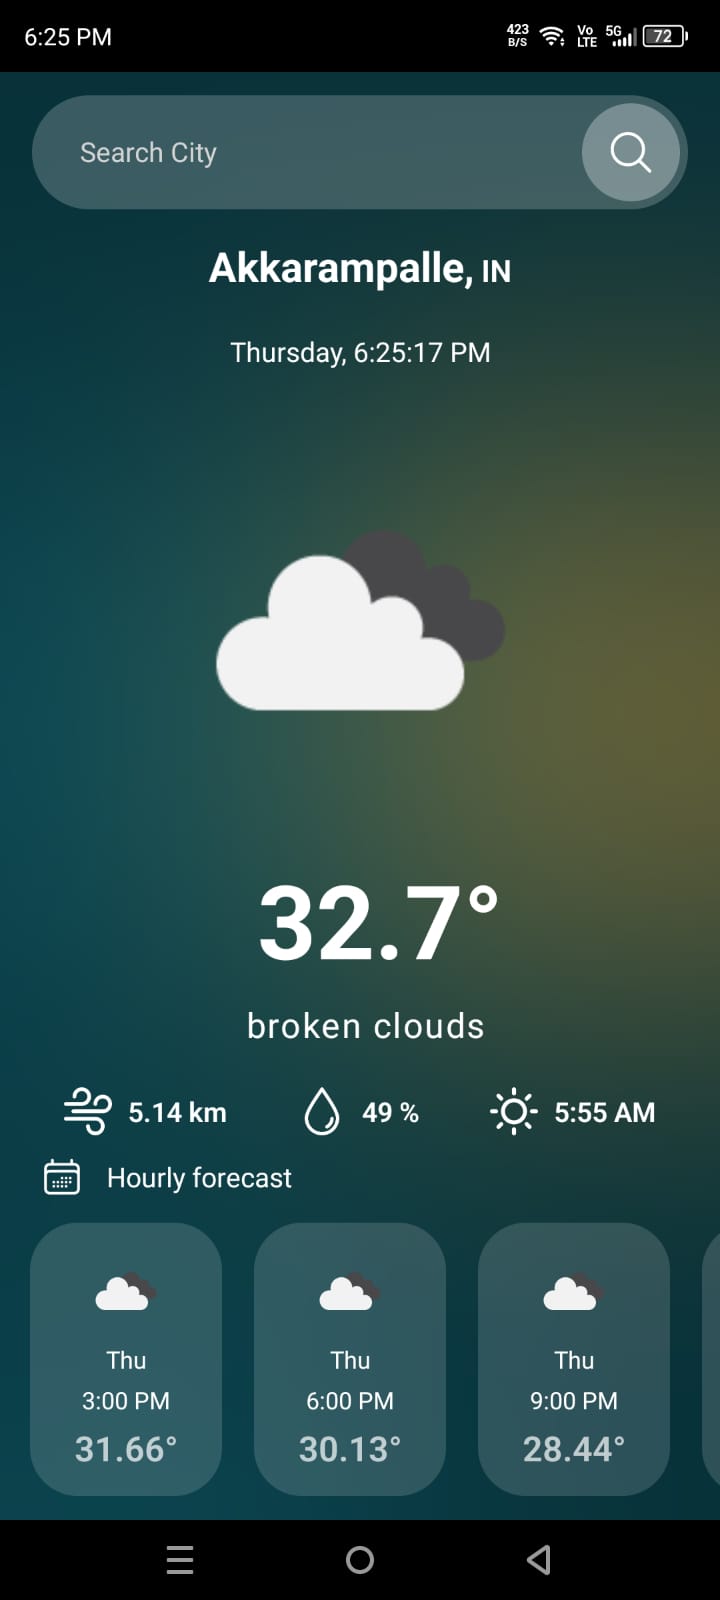 6:25 PM
423 B/S Vo LTE 5G 72
Search City
Akkarampalle, IN
Thursday, 6:25:17 PM
32.7°
broken clouds
5.14 km 49 % 5:55 AM
Hourly forecast
Thu Thu Thu
3:00 PM 6:00 PM 9:00 PM
31.66° 30.13° 28.44°